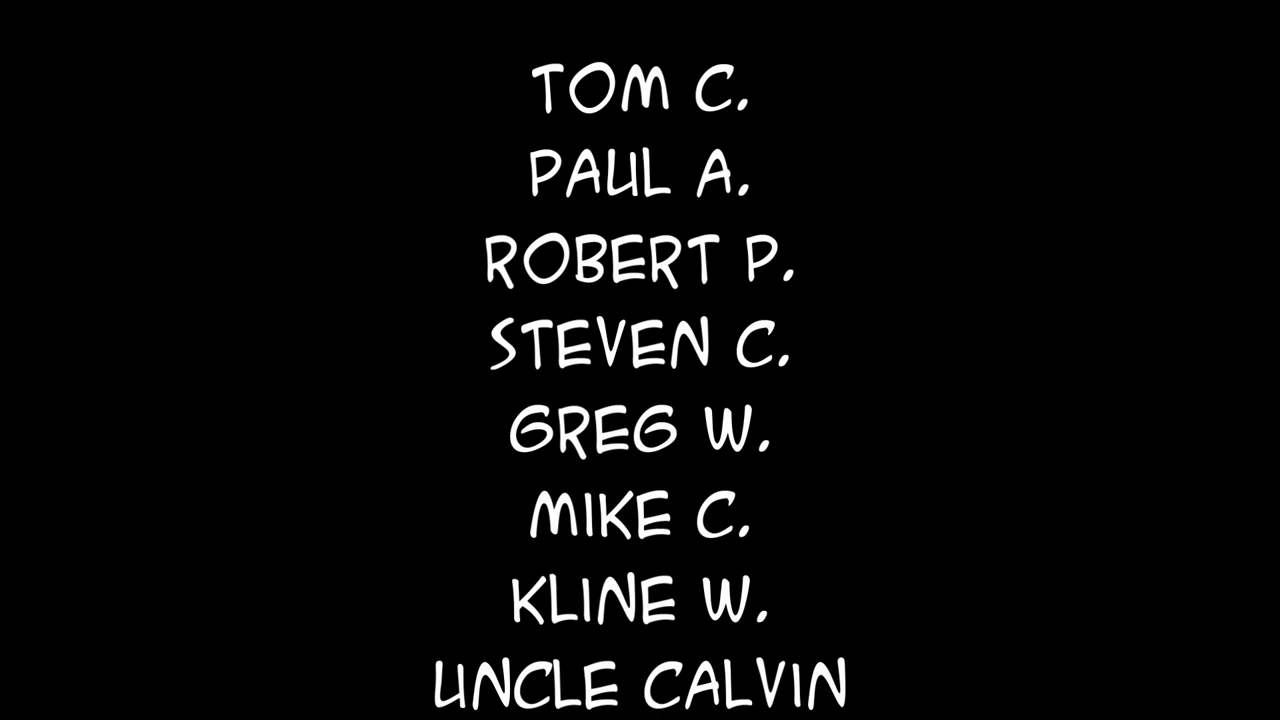 TOM C.
PAUL A.
ROBERT P.
STEVEN C.
GREG W.
MIKE C.
KLINE W.
UNCLE CALVIN